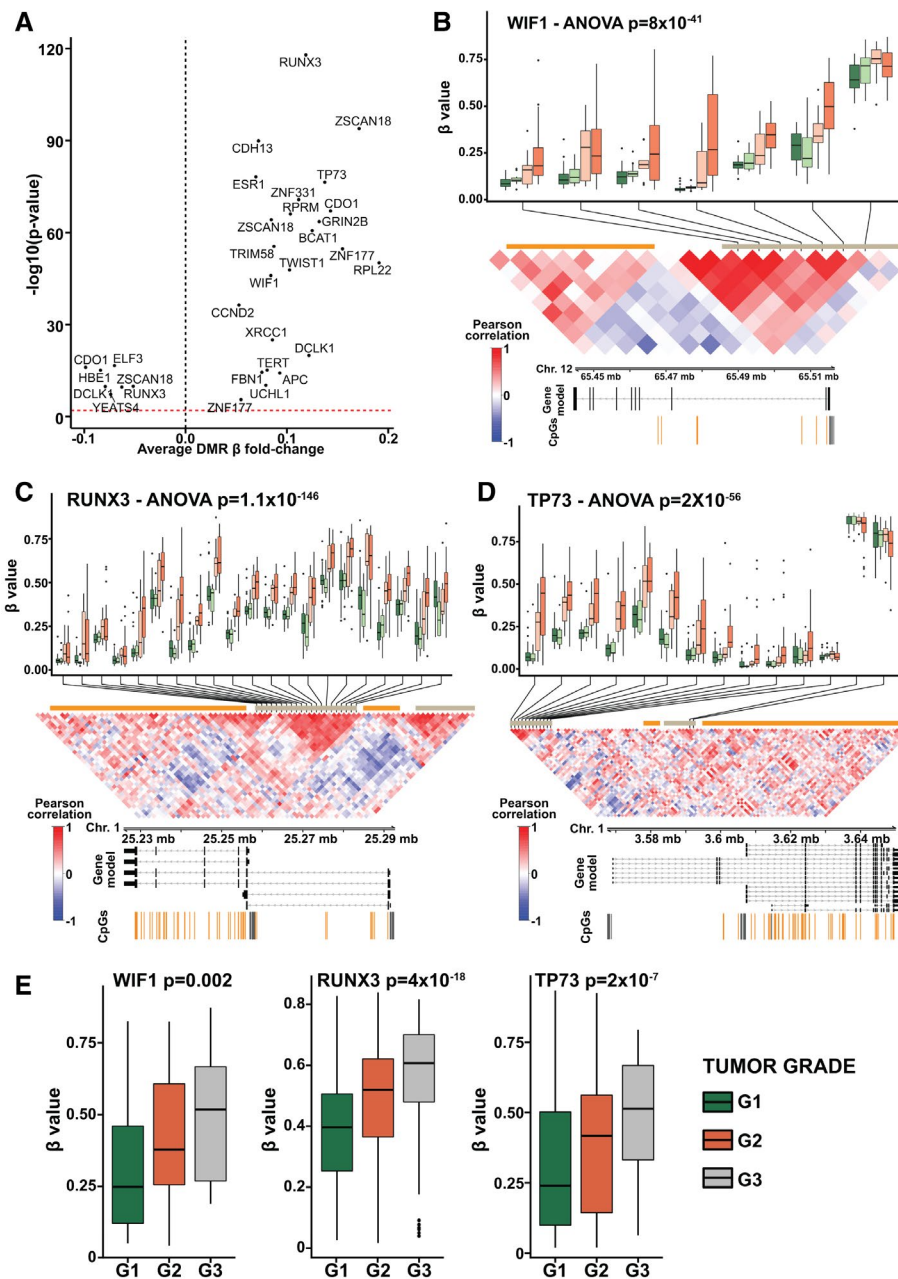 A
120
90
60
30
0
-log10(p-value)
RUNX3
ZSCAN18
CDH13
ESR1
TP73
ZNF331
RPRM
CDO1
ZSCAN18
GRIN2B
BCAT1
TRIM58
ZNF177
TWIST1
RPL22
WIF1
CCND2
XRCC1
DCLK1
TERT
FBN1
APC
UCHL1
ZNF177
CDO1
ELF3
HBE1
ZSCAN18
DCLK1
RUNX3
YEATS4
-0.1
0.0
0.1
0.2
Average DMR β fold-change
B
WIF1 - ANOVA p=8x10-41
β value
0.75
0.50
0.25
0.00
Pearson
correlation
1
0
-1
Chr. 12
65.45 mb
65.47 mb
65.49 mb
65.51 mb
Gene
model
CpGs
C
RUNX3 - ANOVA p=1.1x10-146
β value
0.75
0.50
0.25
0.00
Pearson
correlation
1
0
-1
Chr. 1
25.23 mb
25.25 mb
25.27 mb
25.29 mb
Gene
model
CpGs
D
TP73 - ANOVA p=2X10-56
β value
0.75
0.50
0.25
0.00
Pearson
correlation
1
0
-1
Chr. 1
3.58 mb
3.6 mb
3.62 mb
3.64 mb
Gene
model
CpGs
E
WIF1 p=0.002
β value
0.75
0.50
0.25
0
G1 G2 G3
RUNX3 p=4x10-18
β value
0.8
0.6
0.4
0.2
0
G1 G2 G3
TP73 p=2x10-7
β value
0.75
0.50
0.25
0
G1 G2 G3
TUMOR GRADE
G1
G2
G3